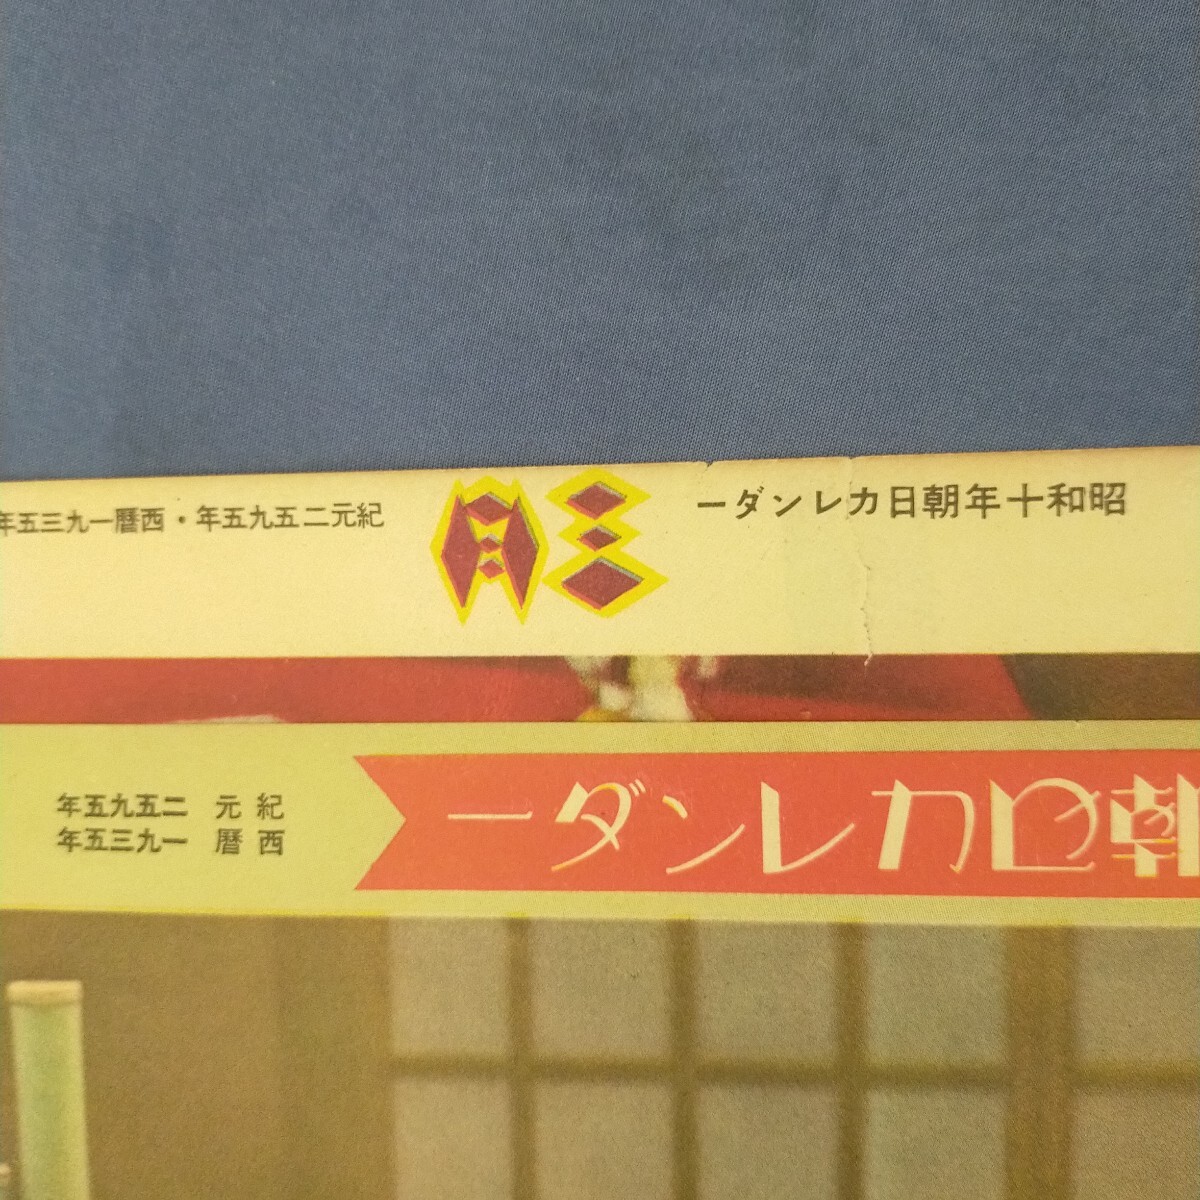 昭和十年朝日カレンダー
三月
紀元二五九五年・西暦一九三五年
朝日カレンダー
紀元 二五九五年
西暦 一九三五年